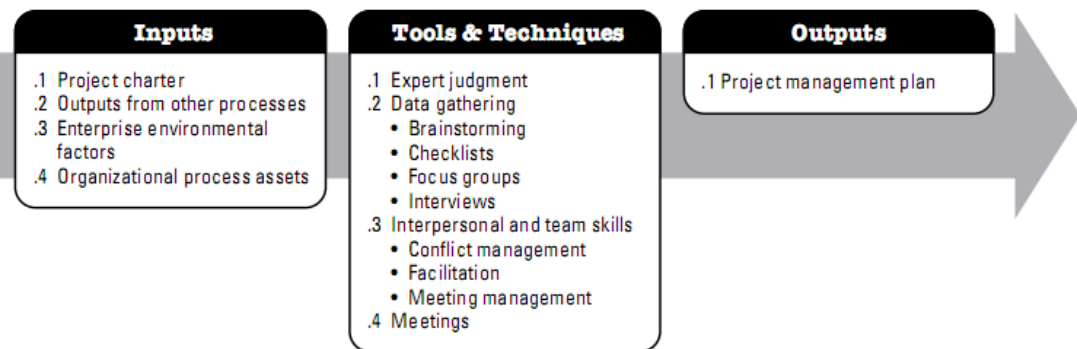 Inputs
.1 Project charter
.2 Outputs from other processes
.3 Enterprise environmental
factors
.4 Organizational process assets
Tools & Techniques
.1 Expert judgment
.2 Data gathering
• Brainstorming
• Checklists
• Focus groups
• Interviews
.3 Interpersonal and team skills
• Conflict management
• Facilitation
• Meeting management
.4 Meetings
Outputs
.1 Project management plan